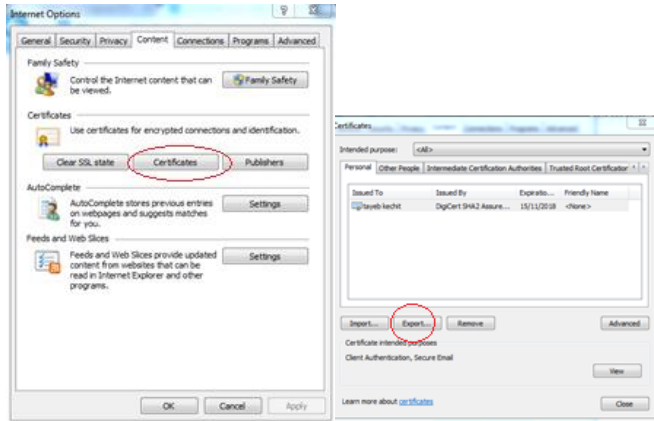 Internet Options
General Security Privacy Content Connections Programs Advanced
Family Safety
Control the Internet content that can
be viewed.
Family Safety
Certificates
Use certificates for encrypted connections and identification.
Clear SSL state Certificates Publishers
AutoComplete
AutoComplete stores previous entries
on webpages and suggests matches
for you.
Settings
Feeds and Web Slices
Feeds and Web Slices provide updated
content from websites that can be
read in Internet Explorer and other
programs.
Settings
OK Cancel Apply
Certificates
Intended purpose: <All>
Personal Other People Intermediate Certification Authorities Trusted Root Certification
Issued To Issued By Expiratio... Friendly Name
tayeb kechit DigiCert SHA2 Assure... 15/11/2018 <None>
Import... Export... Remove Advanced
Certificate intended purposes
Client Authentication, Secure Email
View
Learn more about certificates
Close